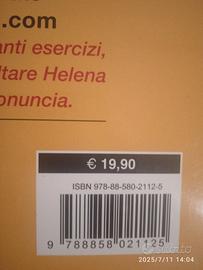 .com
anti esercizi,
ltare Helena
onuncia.
€ 19,90
ISBN 978-88-580-2112-5
9 788858 021125
subito
2025/7/11 14:04